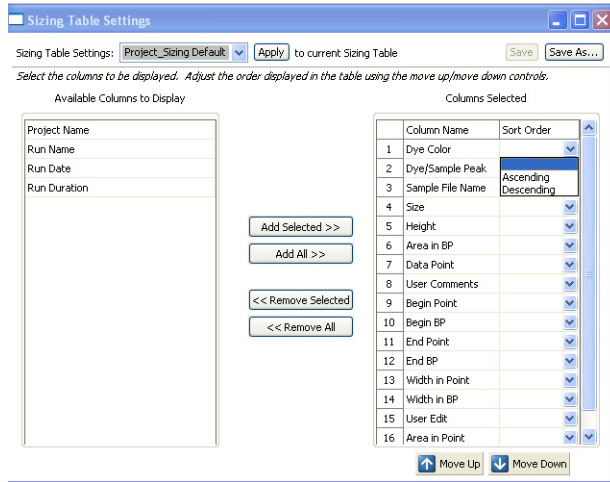 Sizing Table Settings
Sizing Table Settings: Project_Sizing Default Apply to current Sizing Table Save Save As...
Select the columns to be displayed. Adjust the order displayed in the table using the move up/move down controls.
Available Columns to Display
Project Name
Run Name
Run Date
Run Duration
Add Selected >>
Add All >>
<< Remove Selected
<< Remove All
Columns Selected
Column Name Sort Order
1 Dye Color
2 Dye/Sample Peak
Ascending
3 Sample File Name
Descending
4 Size
5 Height
6 Area in BP
7 Data Point
8 User Comments
9 Begin Point
10 Begin BP
11 End Point
12 End BP
13 Width in Point
14 Width in BP
15 User Edit
16 Area in Point
Move Up Move Down